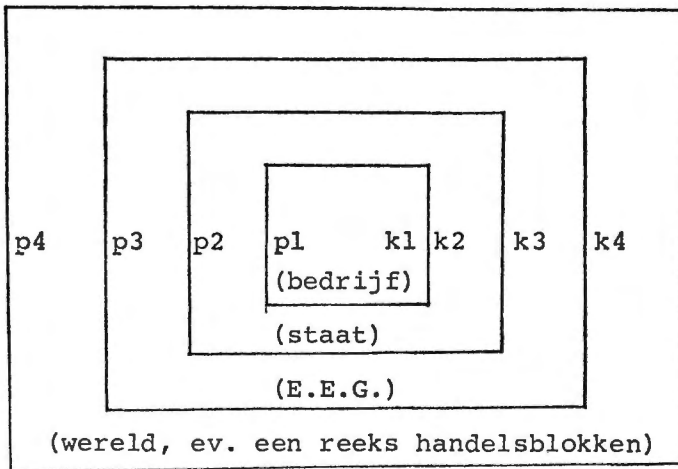 p4 p3 p2 p1 k1 k2 k3 k4
(bedrijf)
(staat)
(E.E.G.)
(wereld, ev. een reeks handelsblokken)